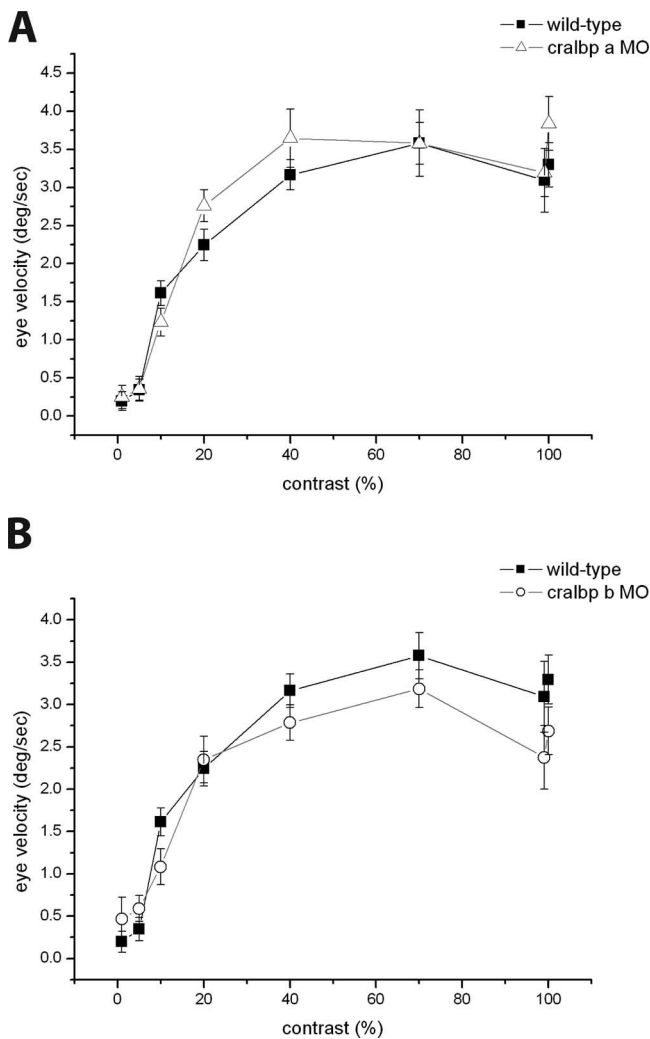 A
wild-type
cralbp a MO
4.5
4.0
3.5
3.0
2.5
2.0
1.5
1.0
0.5
0.0
eye velocity (deg/sec)
0 20 40 60 80 100
contrast (%)
B
wild-type
cralbp b MO
4.0
3.5
3.0
2.5
2.0
1.5
1.0
0.5
0.0
eye velocity (deg/sec)
0 20 40 60 80 100
contrast (%)